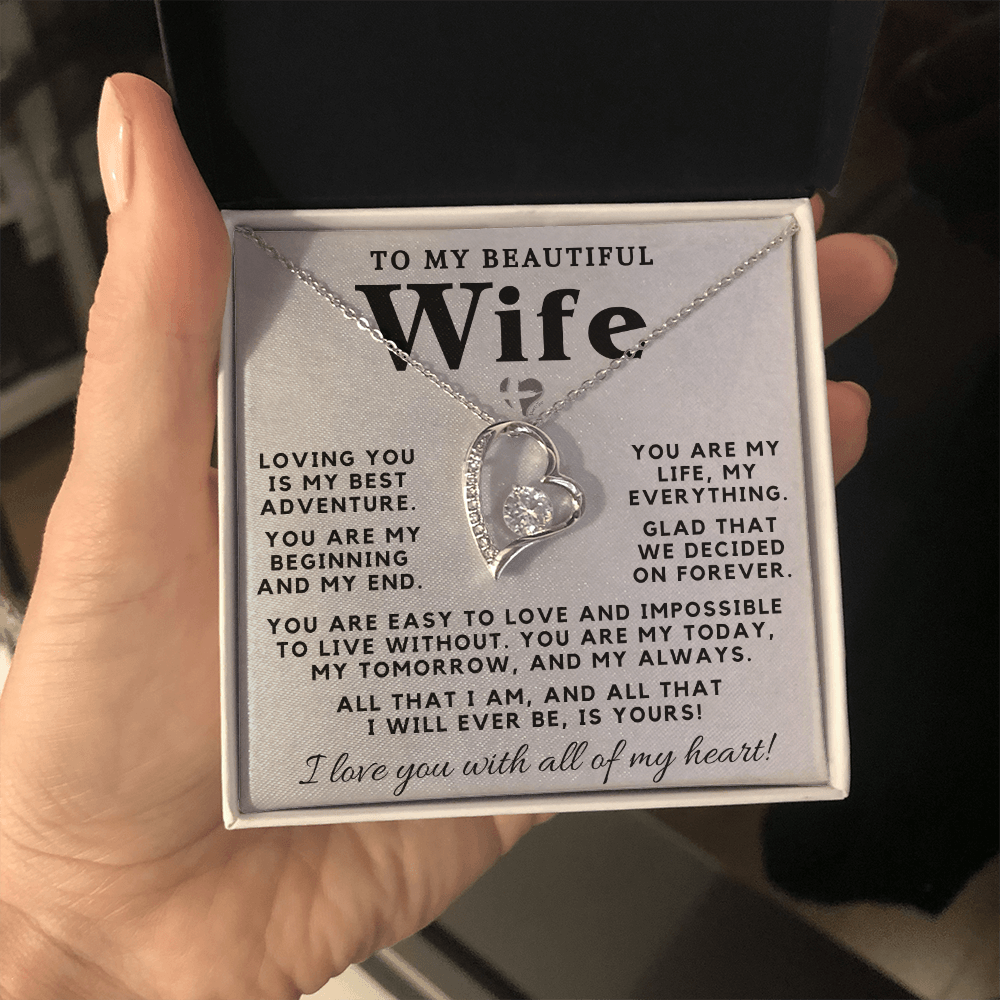 TO MY BEAUTIFUL
Wife
LOVING YOU
IS MY BEST
ADVENTURE.
YOU ARE MY
BEGINNING
AND MY END.
YOU ARE MY
LIFE, MY
EVERYTHING.
GLAD THAT
WE DECIDED
ON FOREVER.
YOU ARE EASY TO LOVE AND IMPOSSIBLE
TO LIVE WITHOUT. YOU ARE MY TODAY,
MY TOMORROW, AND MY ALWAYS.
ALL THAT I AM, AND ALL THAT
I WILL EVER BE, IS YOURS!
I love you with all of my heart!